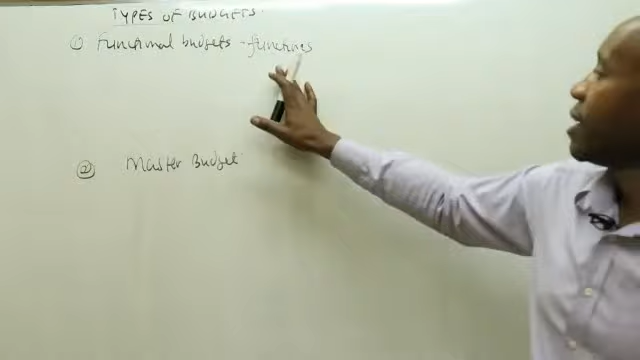 TYPES OF BUDGETS.
① Functional budgets - functions
② Master Budget